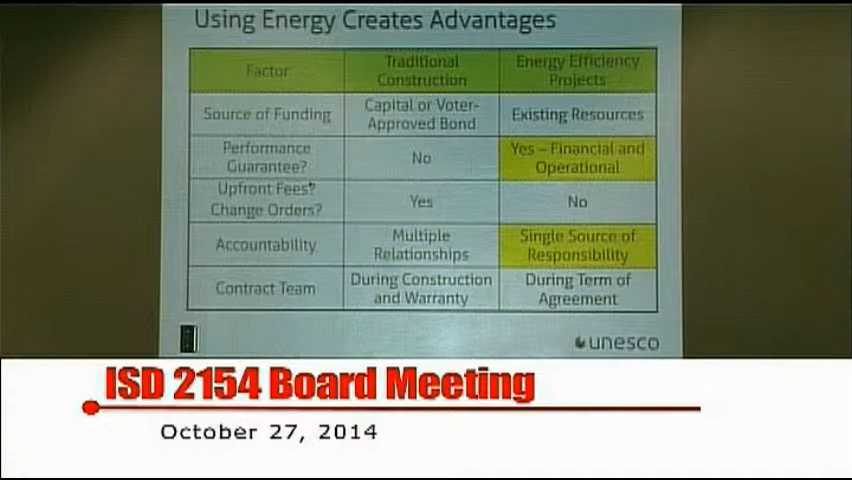 Using Energy Creates Advantages
Factor
Traditional
Construction
Energy Efficiency
Projects
Source of Funding
Capital or Voter-
Approved Bond
Existing Resources
Performance
Guarantee?
No
Yes – Financial and
Operational
Upfront Fees?
Change Orders?
Yes
No
Accountability
Multiple
Relationships
Single Source of
Responsibility
Contract Team
During Construction
and Warranty
During Term of
Agreement
unesco
ISD 2154 Board Meeting
October 27, 2014